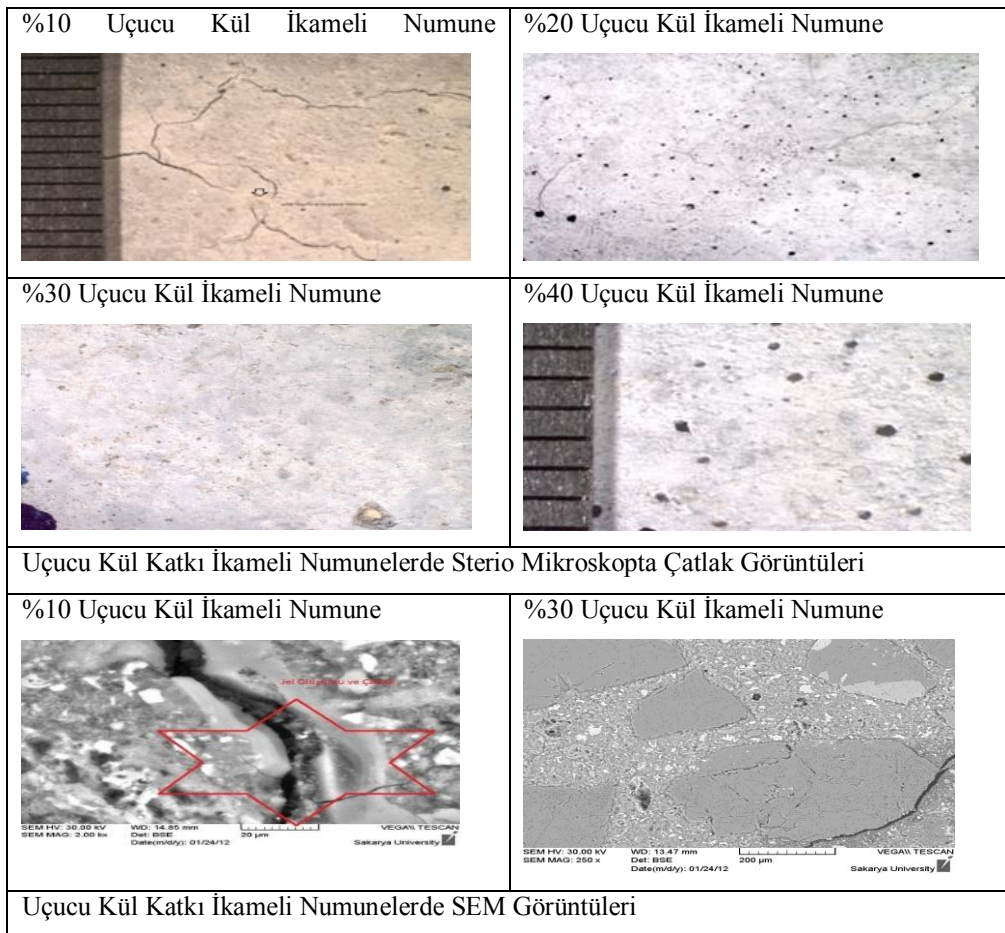 %10 Uçucu Kül İkameli Numune
%20 Uçucu Kül İkameli Numune
%30 Uçucu Kül İkameli Numune
%40 Uçucu Kül İkameli Numune
Uçucu Kül Katkı İkameli Numunelerde Sterio Mikroskopta Çatlak Görüntüleri
%10 Uçucu Kül İkameli Numune
Jel Oluşumu ve
SEM HV: 30.00 kV WD: 14.85 mm VEGA\\ TESCAN
SEM MAG: 2.00 kx Det: BSE 20 µm
Date(m/d/y): 01/24/12 Sakarya University
%30 Uçucu Kül İkameli Numune
SEM HV: 30.00 kV WD: 13.47 mm VEGA\\ TESCAN
SEM MAG: 250 x Det: BSE 200 µm
Date(m/d/y): 01/24/12 Sakarya University
Uçucu Kül Katkı İkameli Numunelerde SEM Görüntüleri